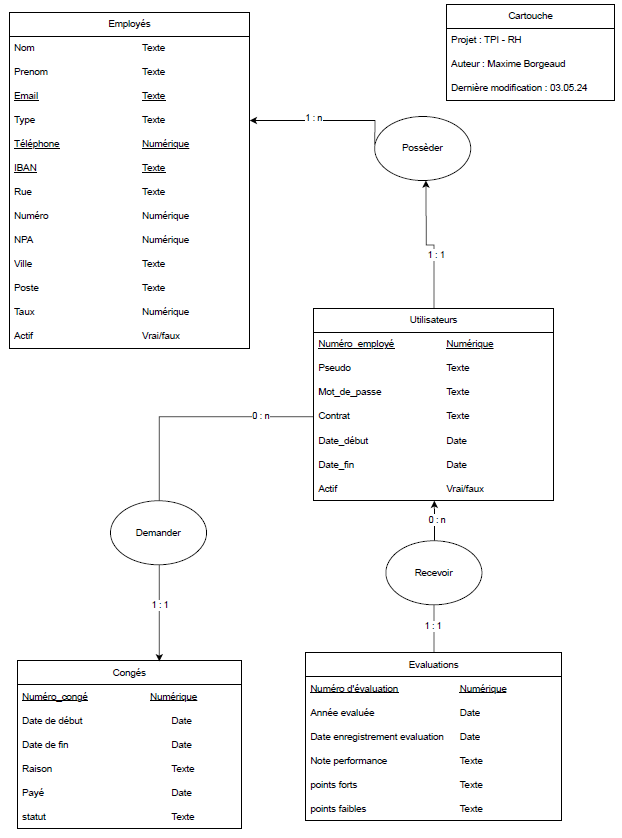 Employés
Nom Texte
Prenom Texte
Email Texte
Type Texte
Téléphone Numérique
IBAN Texte
Rue Texte
Numéro Numérique
NPA Numérique
Ville Texte
Poste Texte
Taux Numérique
Actif Vrai/faux
Cartouche
Projet : TPI - RH
Auteur : Maxime Borgeaud
Dernière modification : 03.05.24
1 : n
Possèder
1 : 1
Utilisateurs
Numéro_employé Numérique
Pseudo Texte
Mot_de_passe Texte
Contrat Texte
Date_début Date
Date_fin Date
Actif Vrai/faux
0 : n
Demander
1 : 1
0 : n
Recevoir
1 : 1
Congés
Numéro_congé Numérique
Date de début Date
Date de fin Date
Raison Texte
Payé Date
statut Texte
Evaluations
Numéro d'évaluation Numérique
Année evaluée Date
Date enregistrement evaluation Date
Note performance Texte
points forts Texte
points faibles Texte